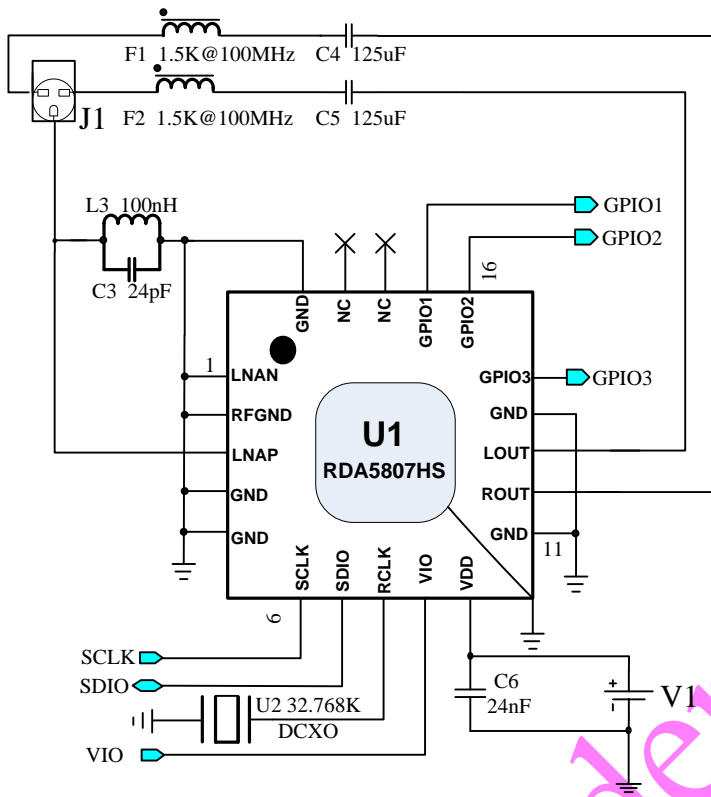 F1 1.5K@100MHz C4 125uF
J1
F2 1.5K@100MHz C5 125uF
L3 100nH
C3 24pF
GPIO1
GPIO2
16
GND
NC
NC
GPIO1
GPIO2
1
LNAN
RFGND
LNAP
GND
GND
U1
RDA5807HS
GPIO3
GPIO3
GND
LOUT
ROUT
GND
11
SCLK
SDIO
RCLK
VIO
VDD
6
SCLK
SDIO
U2 32.768K
DCXO
VIO
C6
24nF
+
-
V1